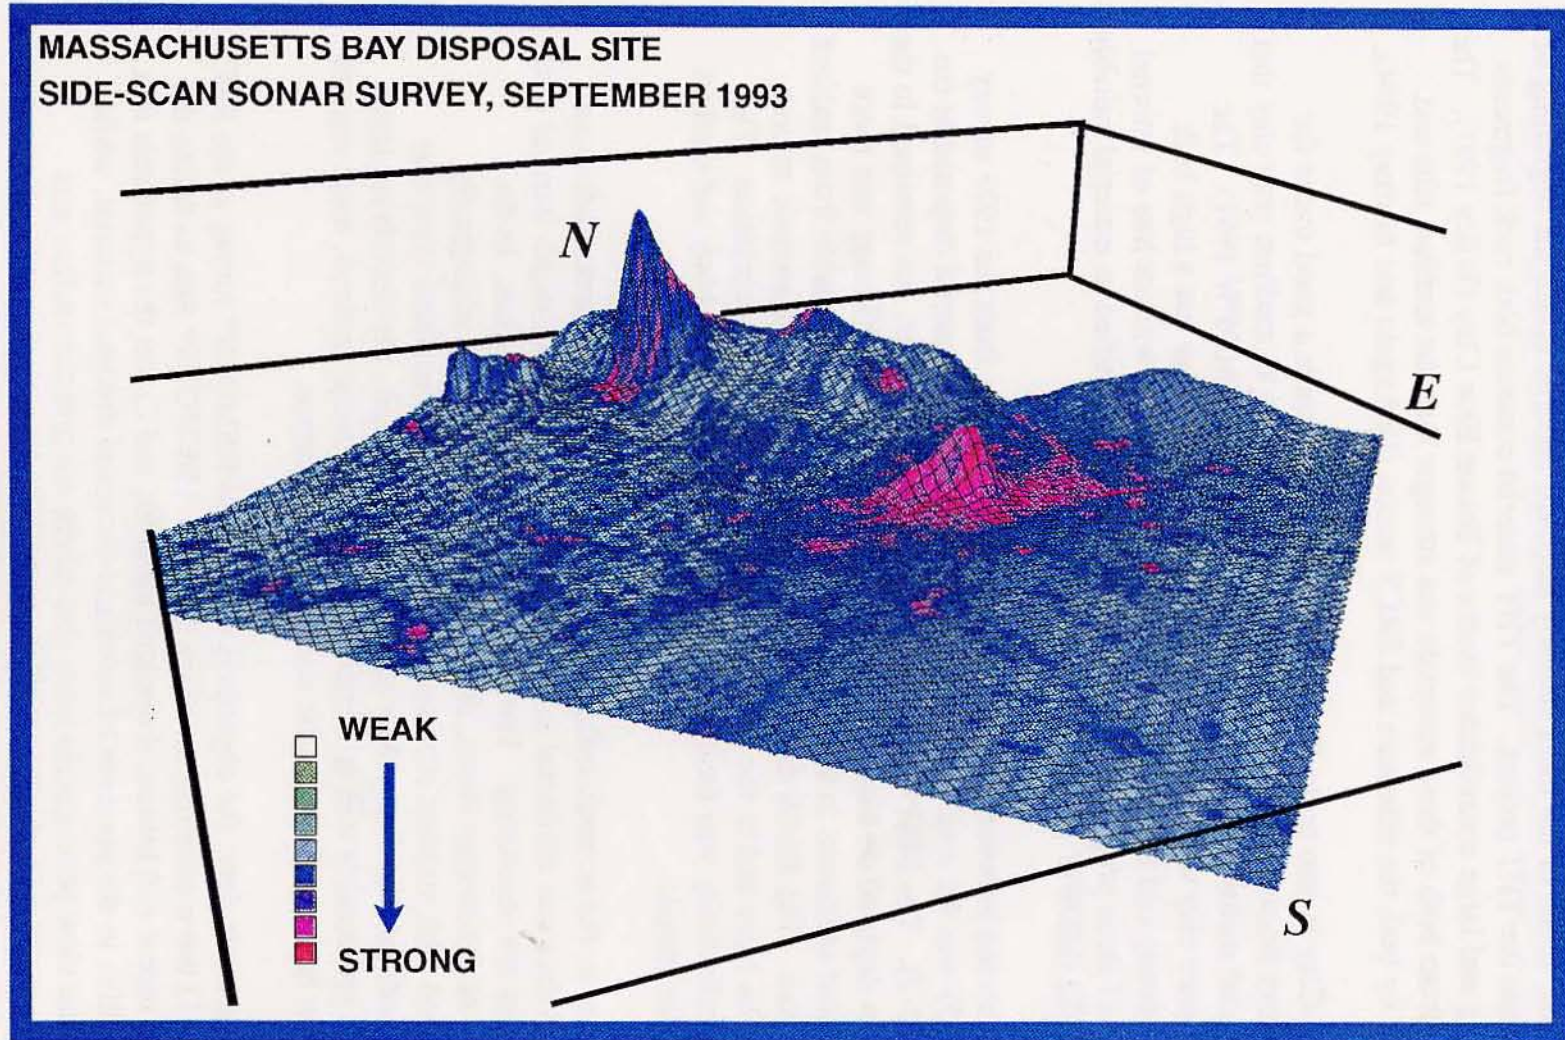 MASSACHUSETTS BAY DISPOSAL SITE
SIDE-SCAN SONAR SURVEY, SEPTEMBER 1993
N
E
WEAK
STRONG
S